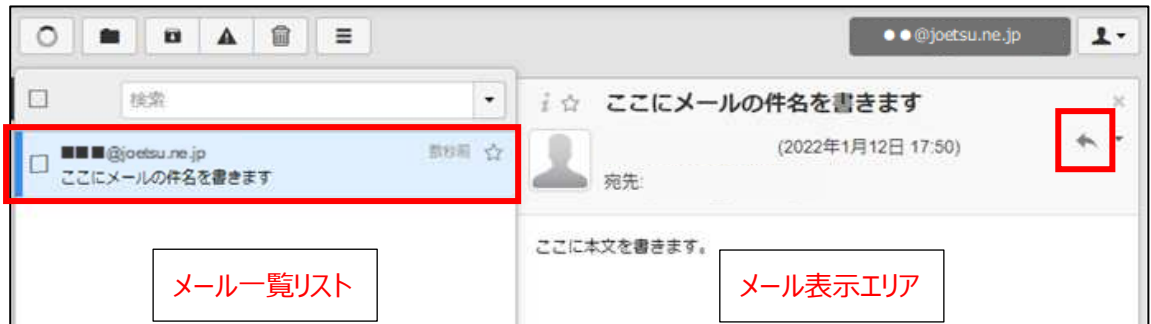 ●●@joetsu.ne.jp
検索
ここにメールの件名を書きます
■■■@joetsu.ne.jp
数秒前
ここにメールの件名を書きます
(2022年1月12日 17:50)
宛先:
ここに本文を書きます。
メール一覧リスト
メール表示エリア